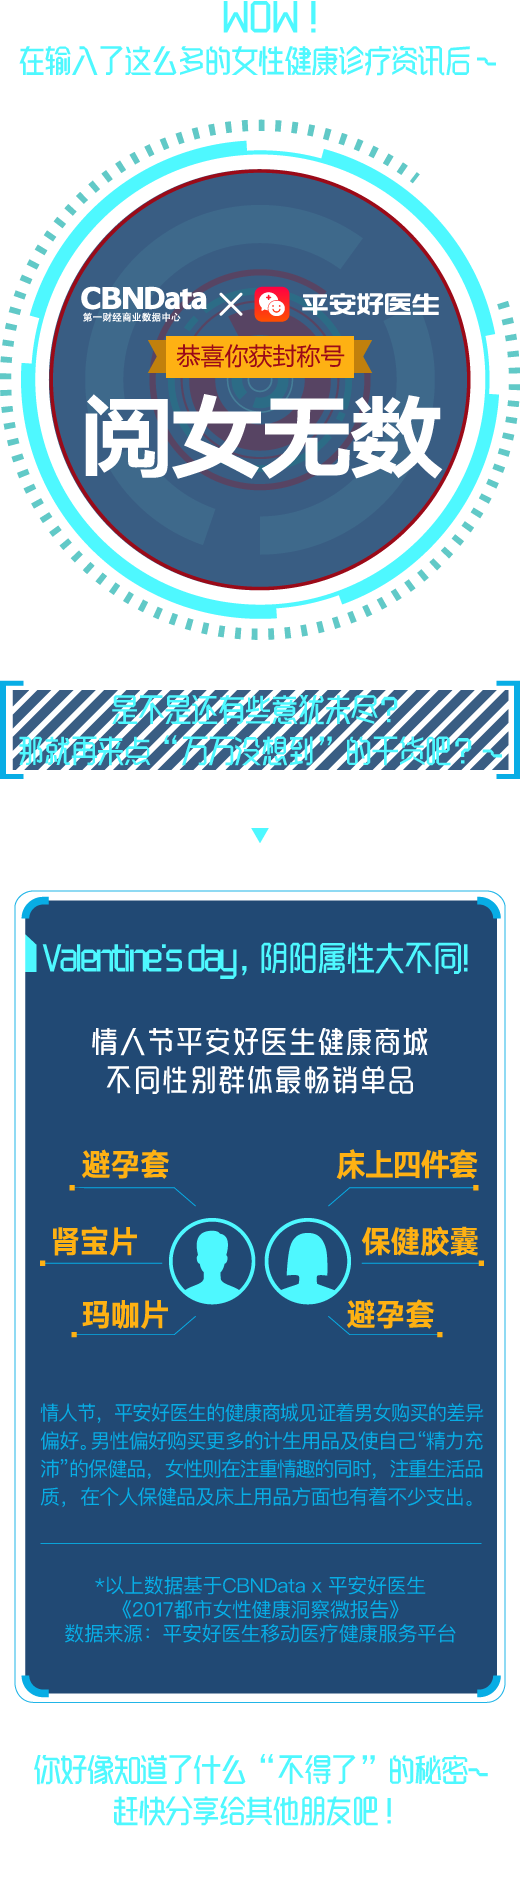 WOW!
在输入了这么多的女性健康诊疗资讯后~
CBNData × 平安好医生
第一财经商业数据中心
恭喜你获封称号
阅女无数
是不是还有些意犹未尽？
那就再来点“万万没想到”的干货吧？~
Valentine's day，阴阳属性大不同!
情人节平安好医生健康商城
不同性别群体最畅销单品
避孕套
床上四件套
肾宝片
保健胶囊
玛咖片
避孕套
情人节，平安好医生的健康商城见证着男女购买的差异
偏好。男性偏好购买更多的计生用品及使自己“精力充
沛”的保健品，女性则在注重情趣的同时，注重生活品
质，在个人保健品及床上用品方面也有着不少支出。
*以上数据基于CBNData x 平安好医生
《2017都市女性健康洞察微报告》
数据来源：平安好医生移动医疗健康服务平台
你好像知道了什么“不得了”的秘密~
赶快分享给其他朋友吧！